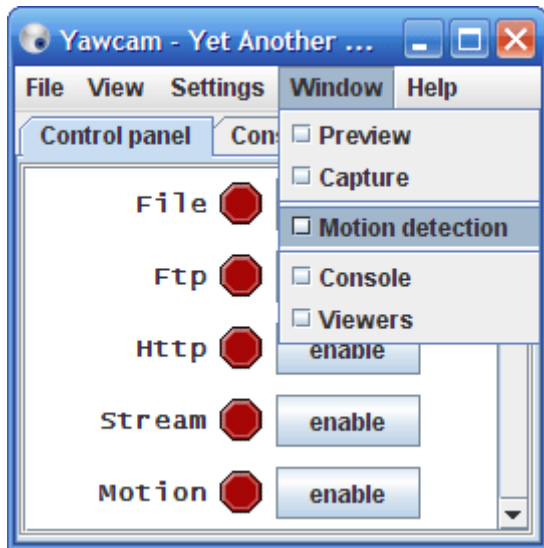 Yawcam - Yet Another ...
File View Settings Window Help
Control panel
Preview
Capture
Motion detection
Console
Viewers
File
Ftp
Http enable
Stream enable
Motion enable